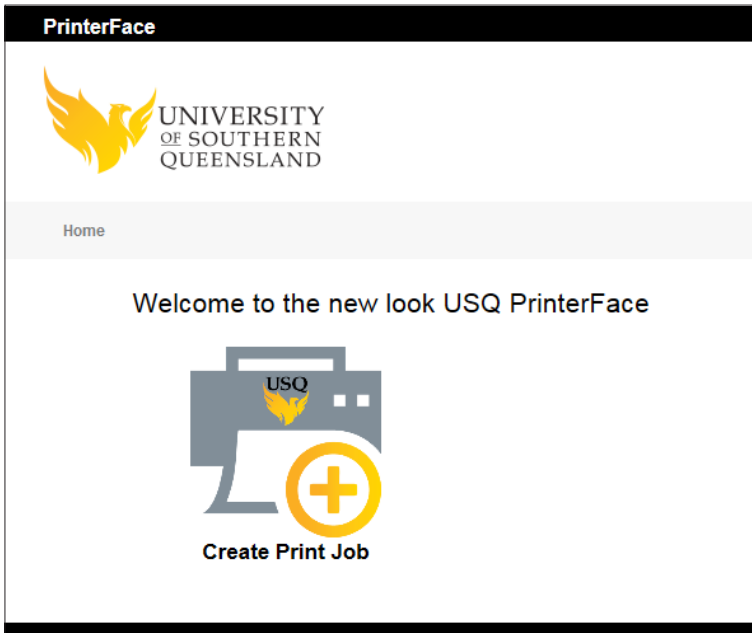 PrinterFace
UNIVERSITY
OF SOUTHERN
QUEENSLAND
Home
Welcome to the new look USQ PrinterFace
USQ
Create Print Job